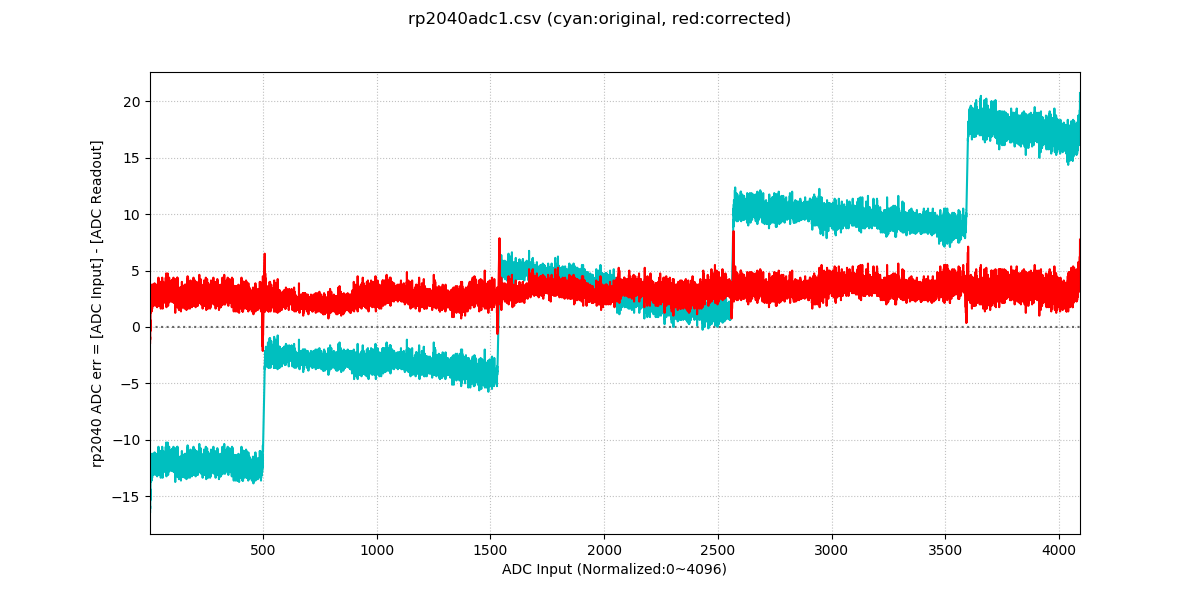 rp2040adc1.csv (cyan:original, red:corrected)
rp2040 ADC err = [ADC Input] - [ADC Readout]
20
15
10
5
0
−5
−10
−15
500 1000 1500 2000 2500 3000 3500 4000
ADC Input (Normalized:0~4096)